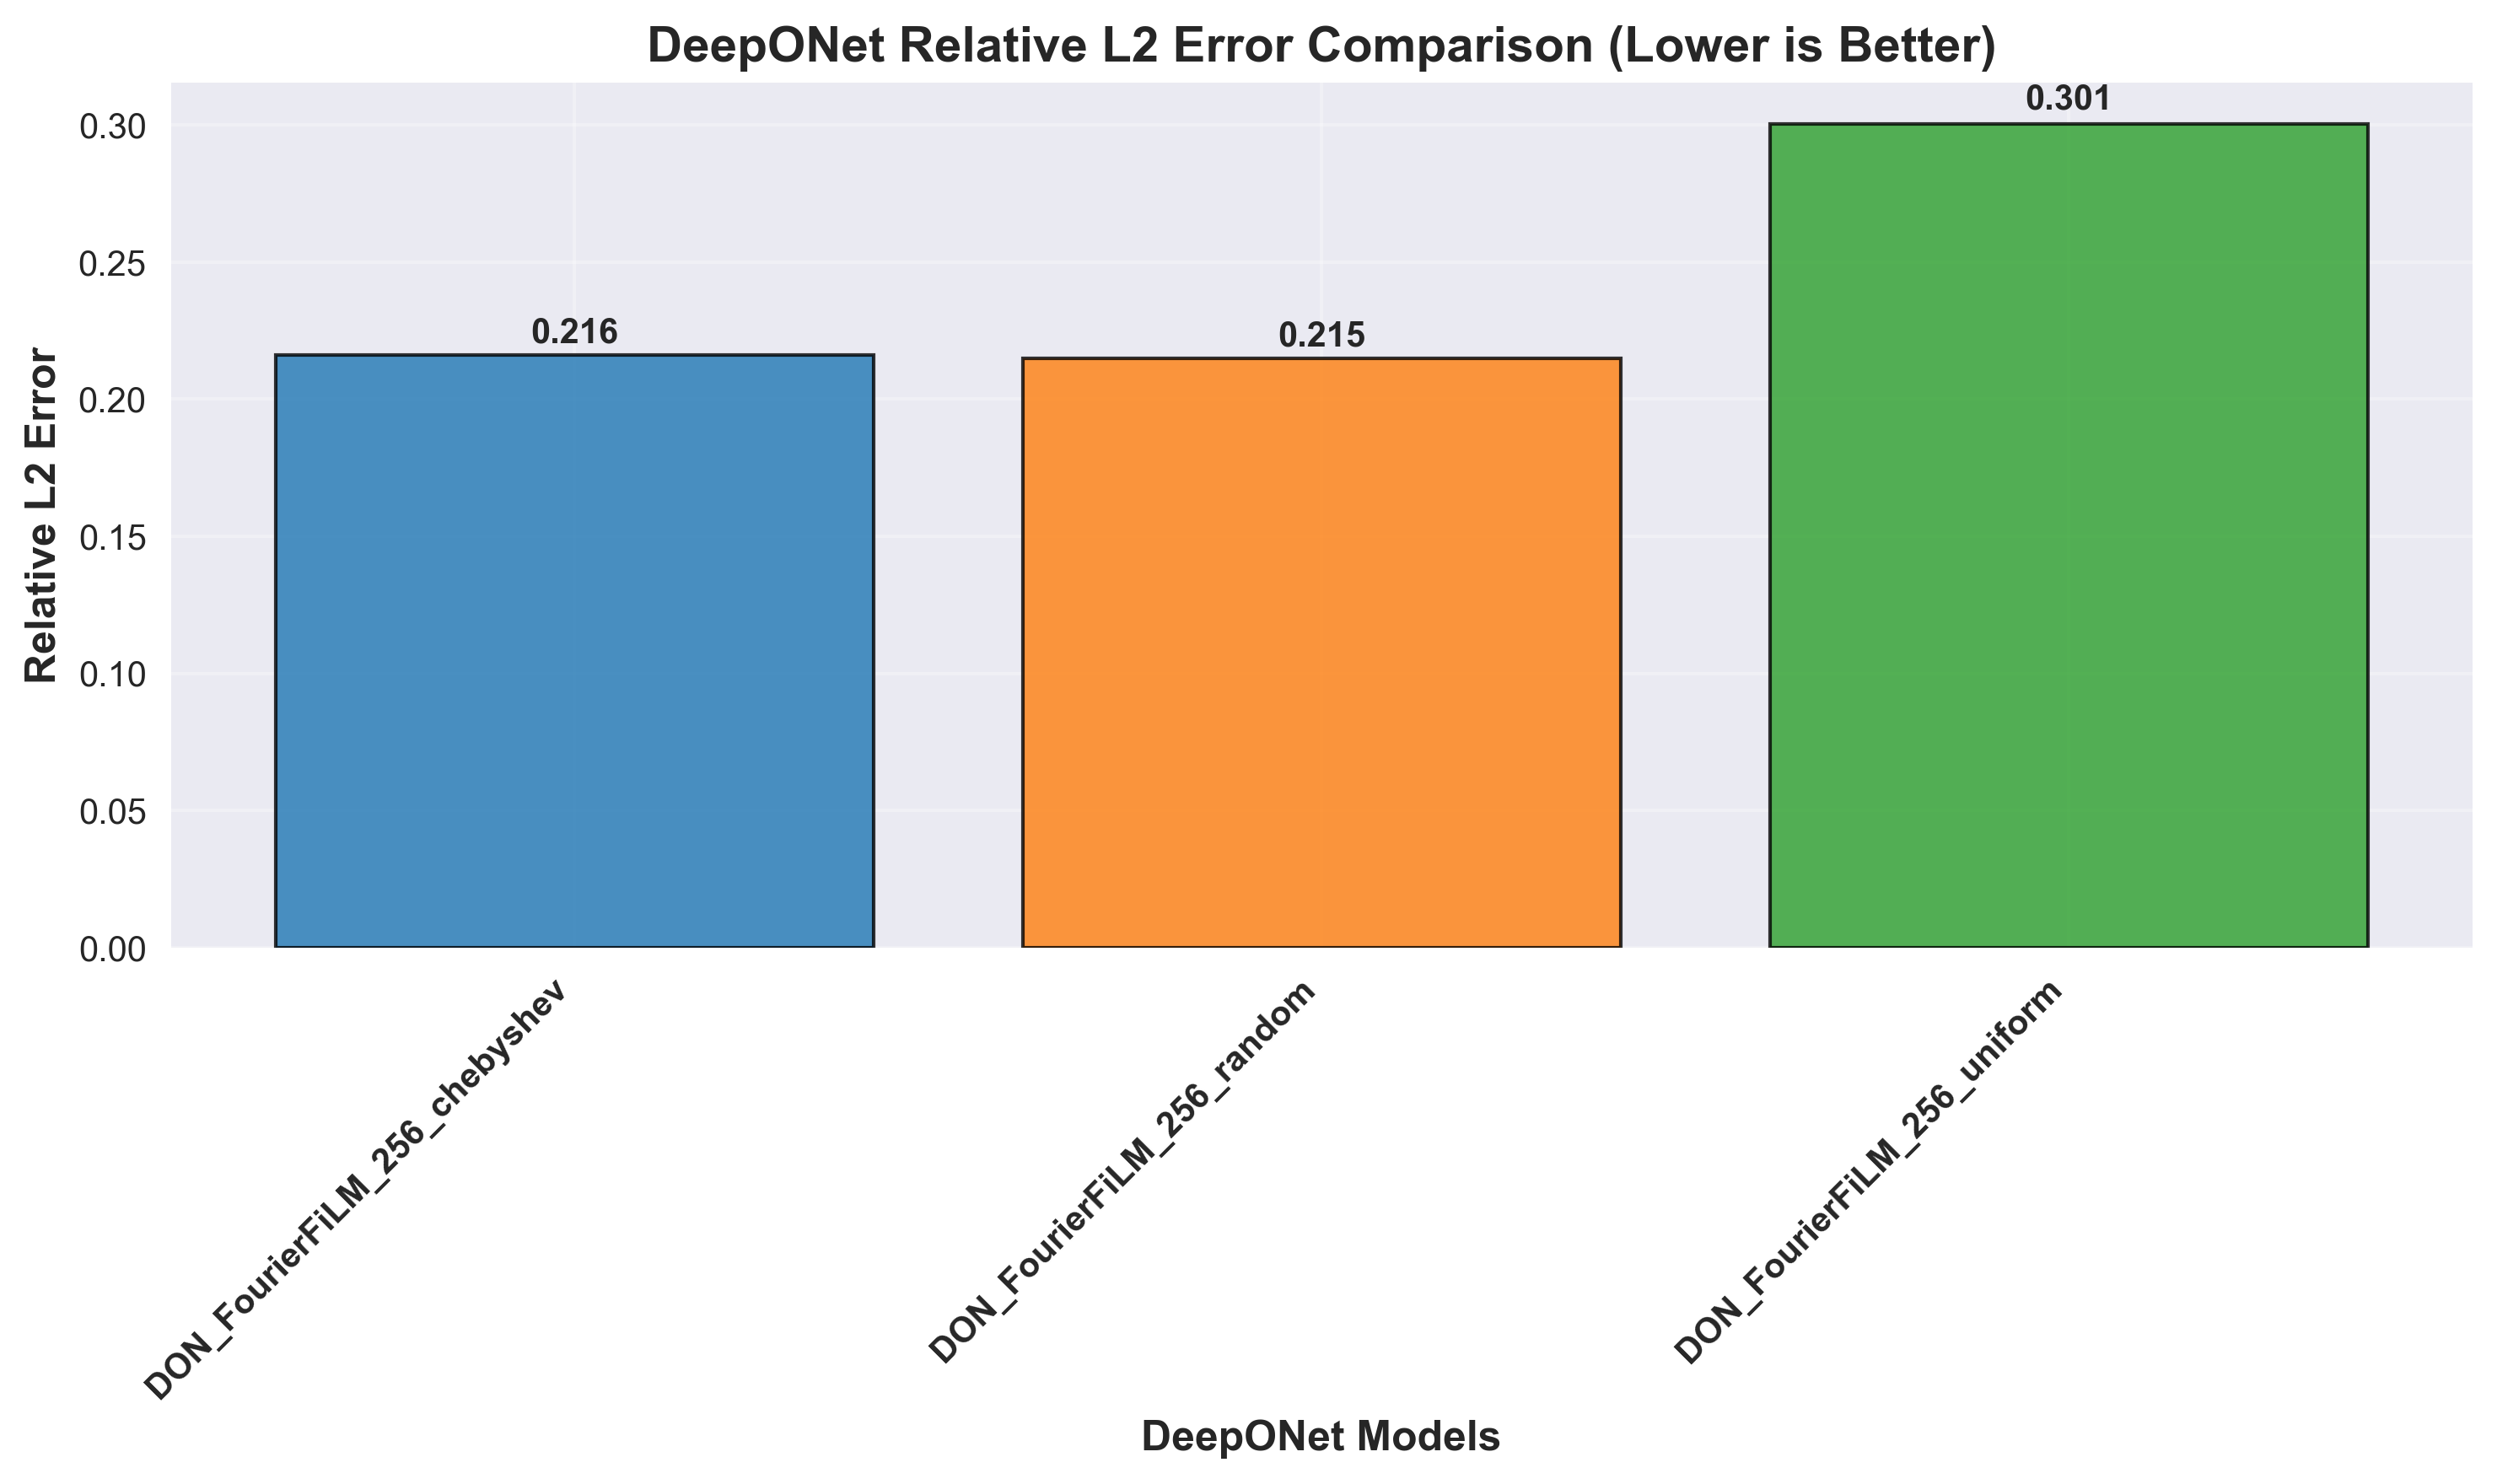 DeepONet Relative L2 Error Comparison (Lower is Better)
Relative L2 Error
0.30
0.25
0.20
0.15
0.10
0.05
0.00
0.216
0.215
0.301
DON_FourierFiLM_256_chebyshev
DON_FourierFiLM_256_random
DON_FourierFiLM_256_uniform
DeepONet Models